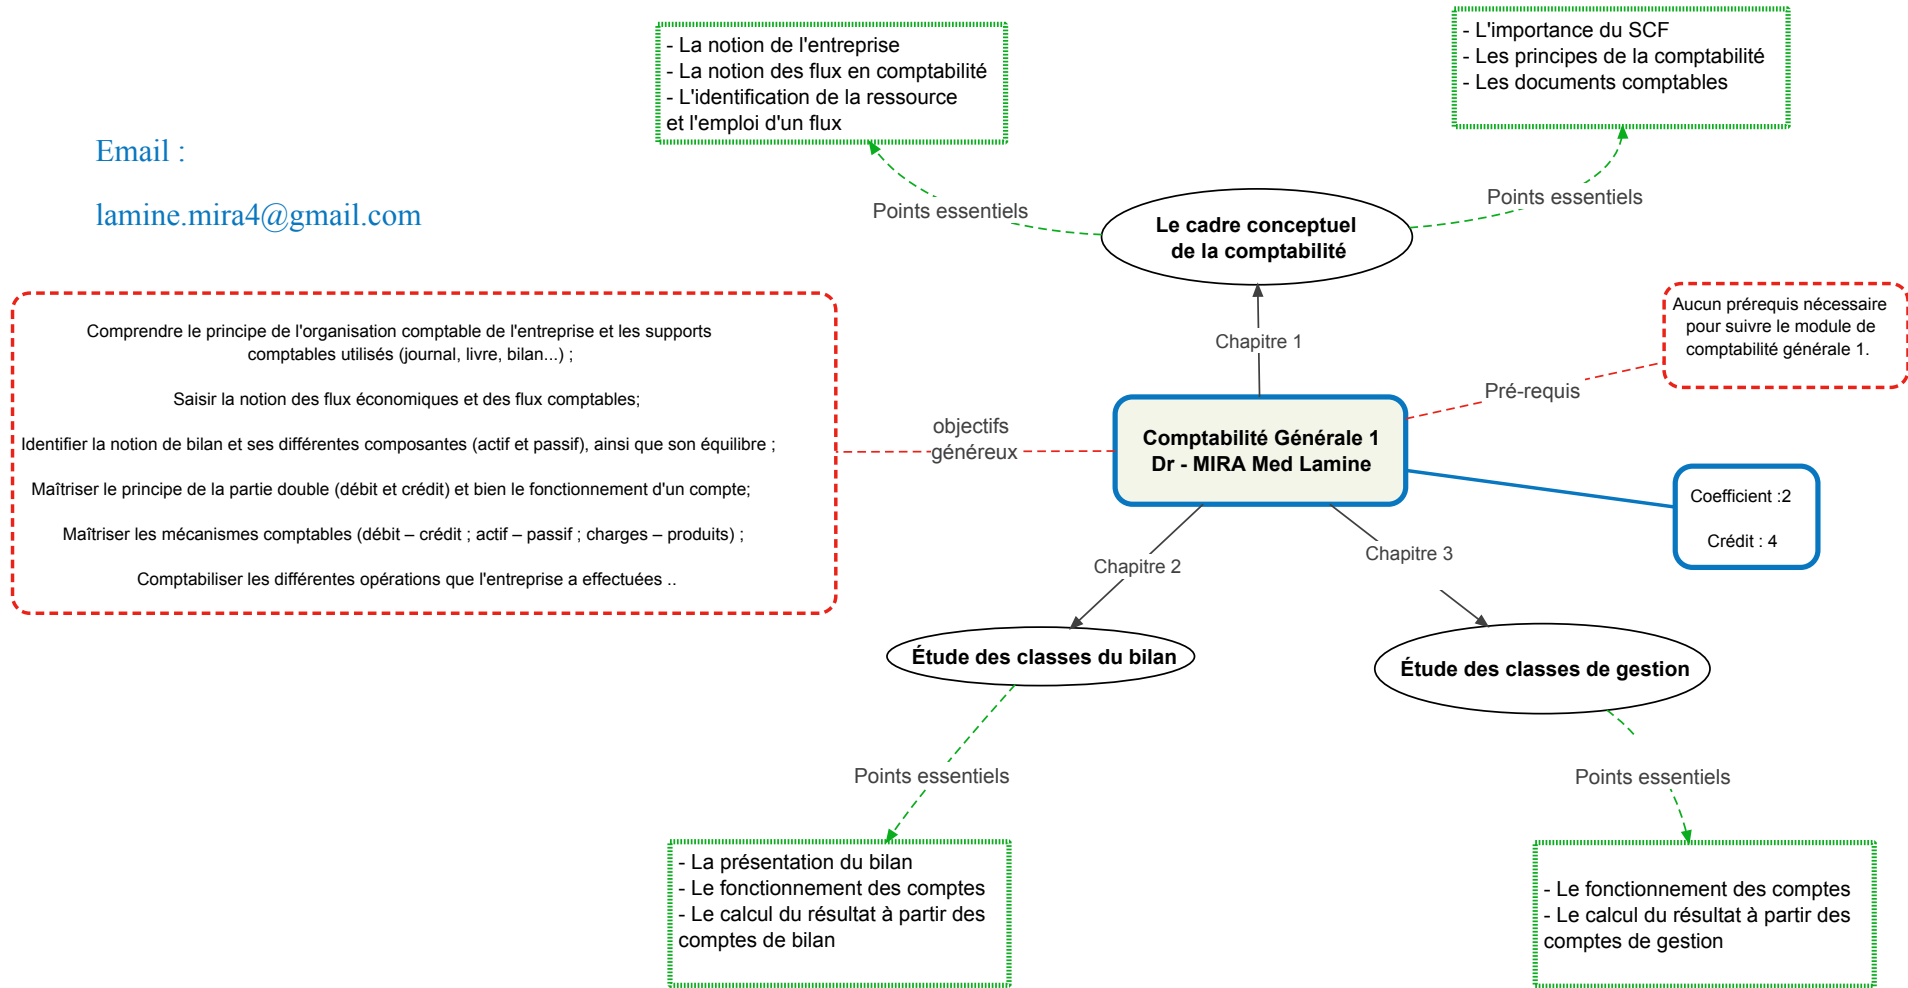 - La notion de l'entreprise
- La notion des flux en comptabilité
- L'identification de la ressource
et l'emploi d'un flux
- L'importance du SCF
- Les principes de la comptabilité
- Les documents comptables
Email :
lamine.mira4@gmail.com
Points essentiels
Points essentiels
Le cadre conceptuel
de la comptabilité
Chapitre 1
Aucun prérequis nécessaire
pour suivre le module de
comptabilité générale 1.
Pré-requis
Comprendre le principe de l'organisation comptable de l'entreprise et les supports
comptables utilisés (journal, livre, bilan...) ;
Saisir la notion des flux économiques et des flux comptables;
Identifier la notion de bilan et ses différentes composantes (actif et passif), ainsi que son équilibre ;
Maîtriser le principe de la partie double (débit et crédit) et bien le fonctionnement d'un compte;
Maîtriser les mécanismes comptables (débit – crédit ; actif – passif ; charges – produits) ;
Comptabiliser les différentes opérations que l'entreprise a effectuées ..
objectifs
généreux
Comptabilité Générale 1
Dr - MIRA Med Lamine
Coefficient :2
Crédit : 4
Chapitre 2
Chapitre 3
Étude des classes du bilan
Étude des classes de gestion
Points essentiels
Points essentiels
- La présentation du bilan
- Le fonctionnement des comptes
- Le calcul du résultat à partir des
comptes de bilan
- Le fonctionnement des comptes
- Le calcul du résultat à partir des
comptes de gestion